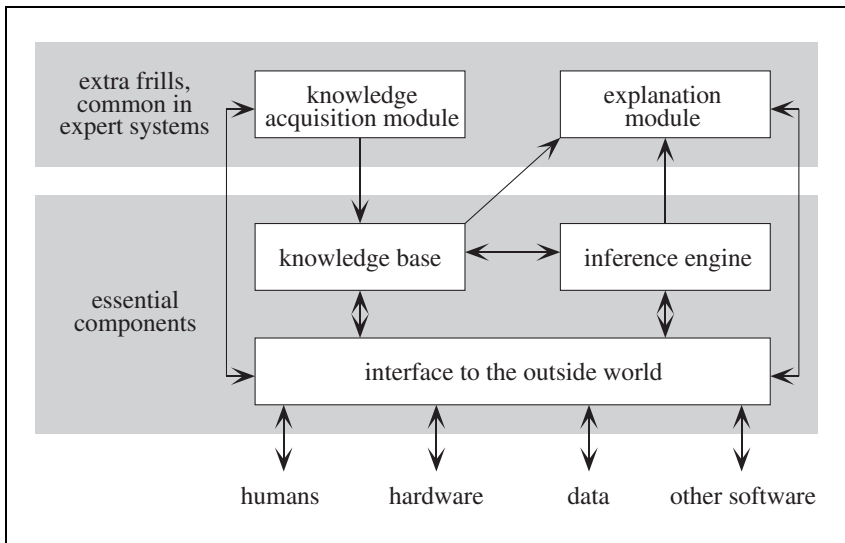 extra frills,
common in
expert systems
knowledge
acquisition module
explanation
module
essential
components
knowledge base
inference engine
interface to the outside world
humans
hardware
data
other software